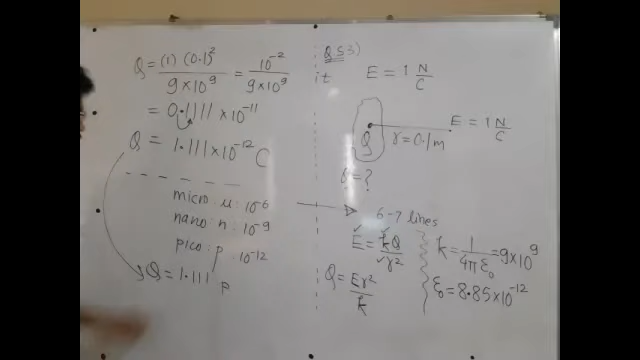 Q = (1) (0.1)² / 9×10⁹ = 10⁻² / 9×10⁹
= 0.1111 × 10⁻¹¹
Q = 1.111 × 10⁻¹² C
micro : μ : 10⁻⁶
nano : n : 10⁻⁹
pico : p : 10⁻¹²
Q = 1.111 p
Q 53)
it E = 1 N/C
E = 1 N/C
Q r = 0.1m
= ?
6-7 lines
E = kQ / r²
Q = Er² / k
k = 1 / 4πε₀ = 9×10⁹
ε₀ = 8.85×10⁻¹²